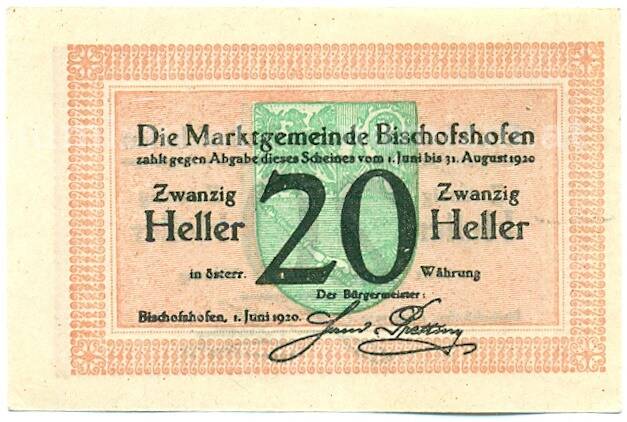 Die Marktgemeinde Bischofshofen
zahlt gegen Abgabe dieses Scheines vom 1. Juni bis 31. August 1920
Zwanzig Heller
20
Zwanzig Heller
in österr. Währung
Der Bürgermeister:
Bischofshofen, 1. Juni 1920.